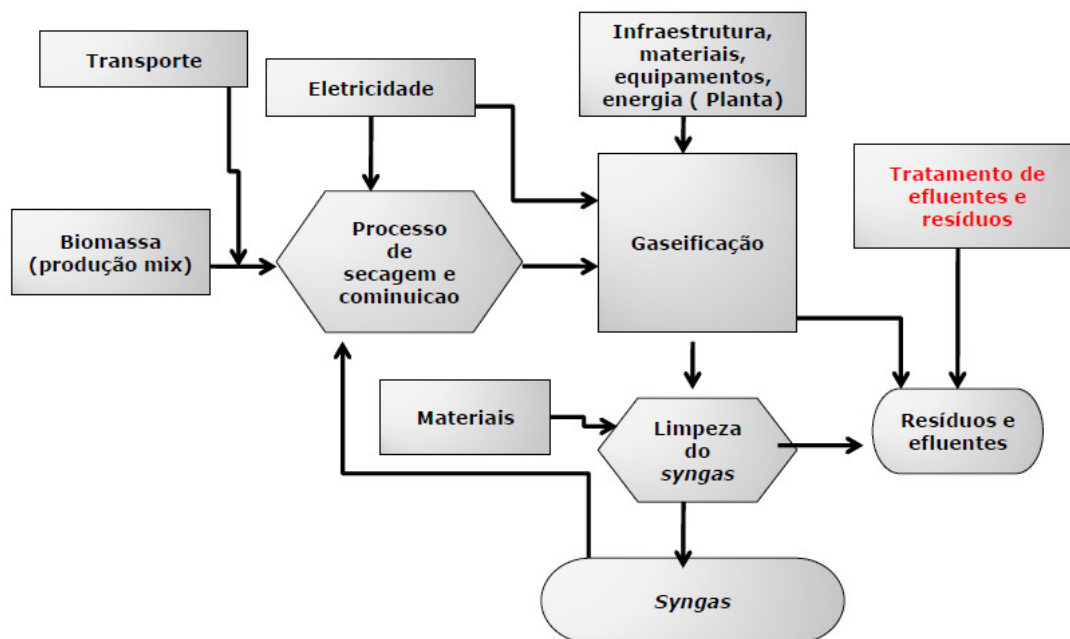 Transporte
Eletricidade
Infraestrutura,
materiais,
equipamentos,
energia ( Planta)
Tratamento de
efluentes e
resíduos
Biomassa
(produção mix)
Processo
de
secagem e
cominuicao
Gaseificação
Materiais
Limpeza
do
syngas
Resíduos e
efluentes
Syngas